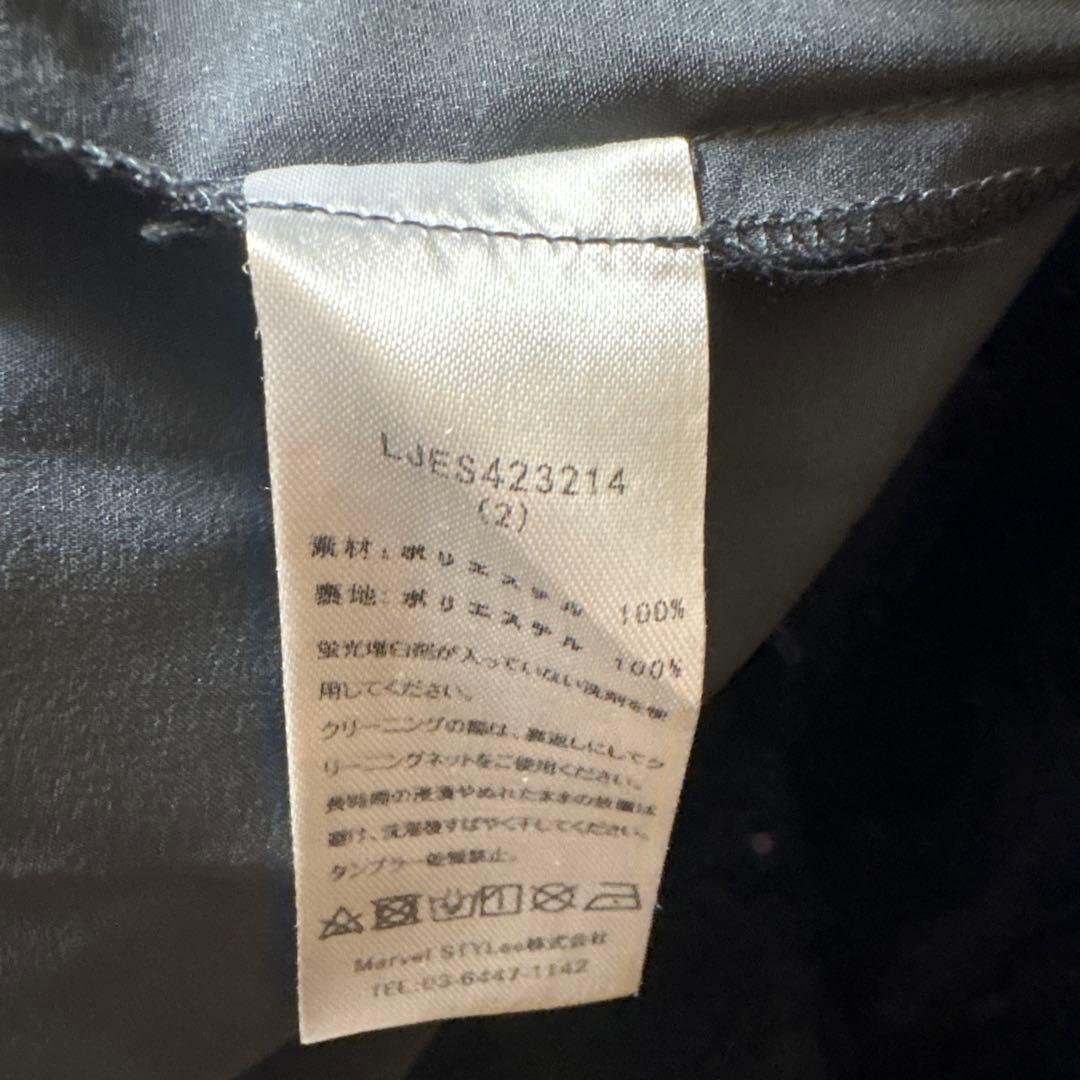 LJES423214
(2)
素材: ポリエステル 100%
裏地: ポリエステル 100%
蛍光増白剤が入っていない洗剤を使
用してください。
クリーニングの際は、裏返しにしてク
リーニングネットをご使用ください。
長時間の浸漬やぬれたままの放置は
避け、洗濯後すばやく干してください。
タンブラー処理禁止。
Marvel STYLee株式会社
TEL:03-6447-1142